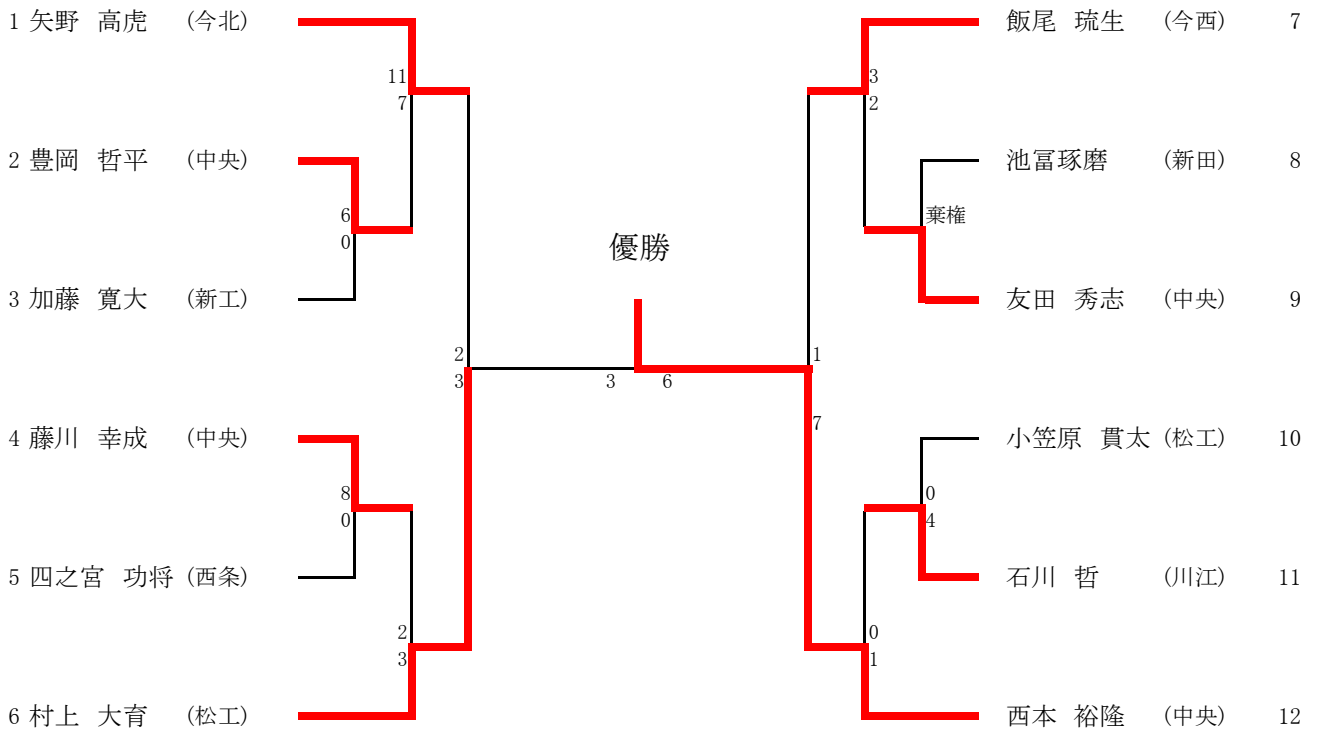 1 矢野 高虎 (今北)
11
7
2 豊岡 哲平 (中央)
6
0
3 加藤 寛大 (新工)
2
3
4 藤川 幸成 (中央)
8
0
5 四之宮 功将 (西条)
2
3
6 村上 大育 (松工)
優勝
3 6
飯尾 琉生 (今西) 7
3
2
池冨琢磨 (新田) 8
棄権
友田 秀志 (中央) 9
1
7
小笠原 貫太 (松工) 10
0
4
石川 哲 (川江) 11
0
1
西本 裕隆 (中央) 12